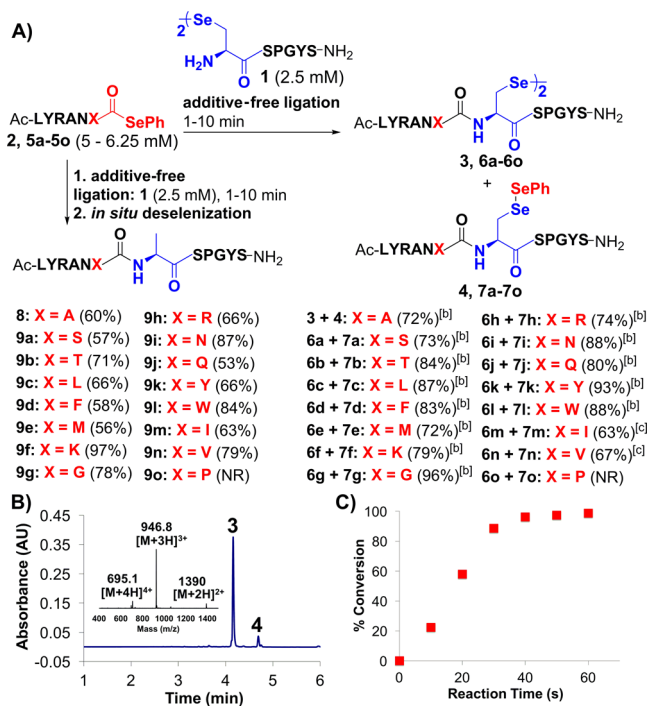 A)
2
Se
H2N
O
SPGYS-NH2
1 (2.5 mM)
additive-free ligation
1-10 min
O
Ac-LYRANX
SePh
2, 5a-5o (5 - 6.25 mM)
Se
2
O
Ac-LYRANX
N
H
O
SPGYS-NH2
3, 6a-6o
+
SePh
Se
O
Ac-LYRANX
N
H
O
SPGYS-NH2
4, 7a-7o
1. additive-free
ligation: 1 (2.5 mM), 1-10 min
2. in situ deselenization
O
Ac-LYRANX
N
H
O
SPGYS-NH2
8: X = A (60%)
9a: X = S (57%)
9b: X = T (71%)
9c: X = L (66%)
9d: X = F (58%)
9e: X = M (56%)
9f: X = K (97%)
9g: X = G (78%)
9h: X = R (66%)
9i: X = N (87%)
9j: X = Q (53%)
9k: X = Y (66%)
9l: X = W (84%)
9m: X = I (63%)
9n: X = V (79%)
9o: X = P (NR)
3 + 4: X = A (72%)[b]
6a + 7a: X = S (73%)[b]
6b + 7b: X = T (84%)[b]
6c + 7c: X = L (87%)[b]
6d + 7d: X = F (83%)[b]
6e + 7e: X = M (72%)[b]
6f + 7f: X = K (79%)[b]
6g + 7g: X = G (96%)[b]
6h + 7h: X = R (74%)[b]
6i + 7i: X = N (88%)[b]
6j + 7j: X = Q (80%)[b]
6k + 7k: X = Y (93%)[b]
6l + 7l: X = W (88%)[b]
6m + 7m: X = I (63%)[c]
6n + 7n: X = V (67%)[c]
6o + 7o: X = P (NR)
B)
Absorbance (AU)
0.45
0.35
0.25
0.15
0.05
-0.05
1 2 3 4 5 6
Time (min)
3
4
946.8
[M+3H]3+
695.1
[M+4H]4+
1390
[M+2H]2+
400 600 800 1000 1200 1400
Mass (m/z)
C)
% Conversion
100
80
60
40
20
0
0 20 40 60 80
Reaction Time (s)